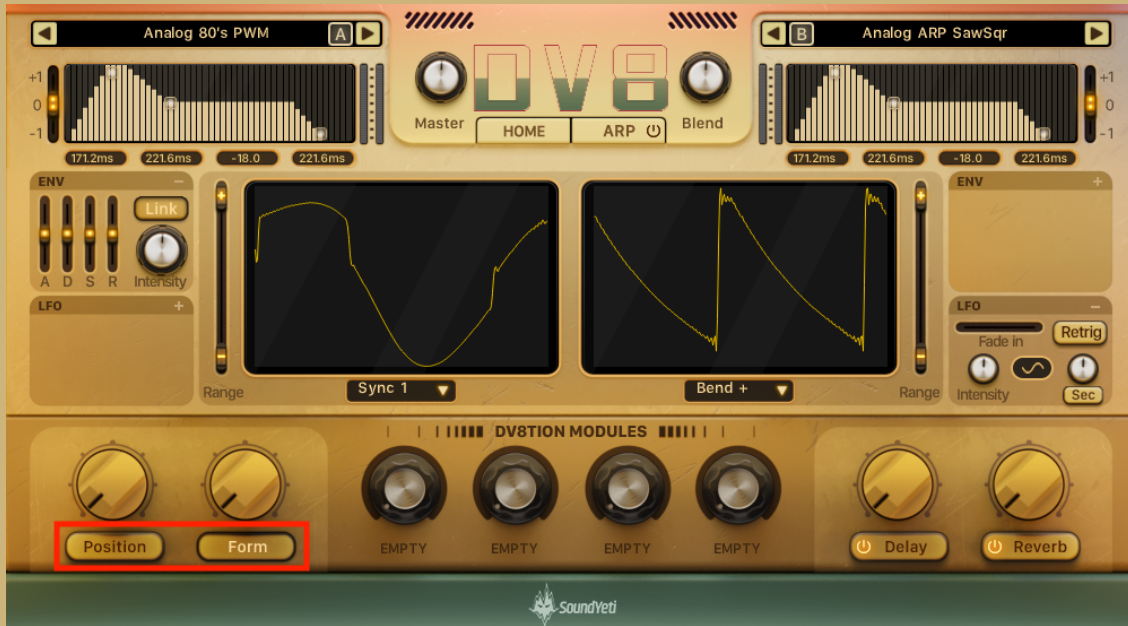 Analog 80's PWM A
B Analog ARP SawSqr
DV8
+1
0
-1
Master
HOME
ARP
Blend
+1
0
-1
171.2ms 221.6ms -18.0 221.6ms
171.2ms 221.6ms -18.0 221.6ms
ENV −
Link
A D S R Intensity
LFO +
Range
Sync 1
Bend +
Range
ENV +
LFO −
Fade in
Retrig
Intensity
Sec
DV8TION MODULES
Position
Form
EMPTY EMPTY EMPTY EMPTY
Delay
Reverb
SoundYeti